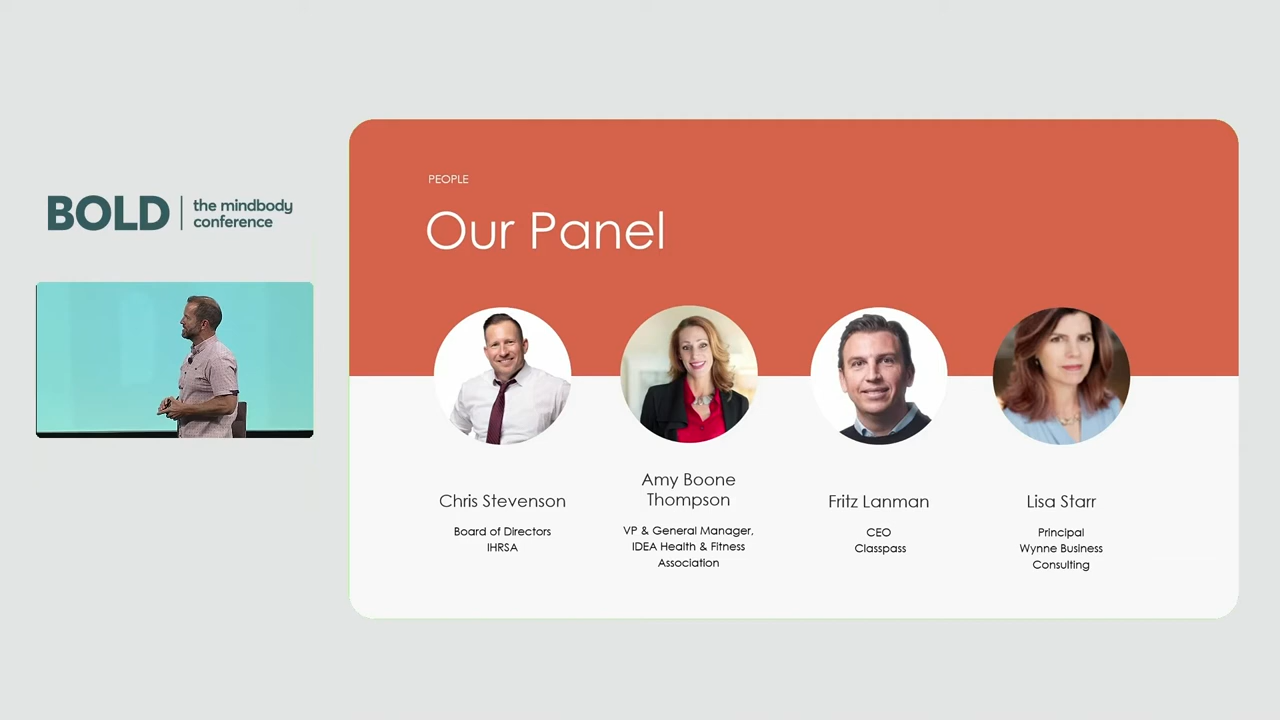 BOLD
the mindbody
conference
PEOPLE
Our Panel
Chris Stevenson
Board of Directors
IHRSA
Amy Boone
Thompson
VP & General Manager,
IDEA Health & Fitness
Association
Fritz Lanman
CEO
Classpass
Lisa Starr
Principal
Wynne Business
Consulting